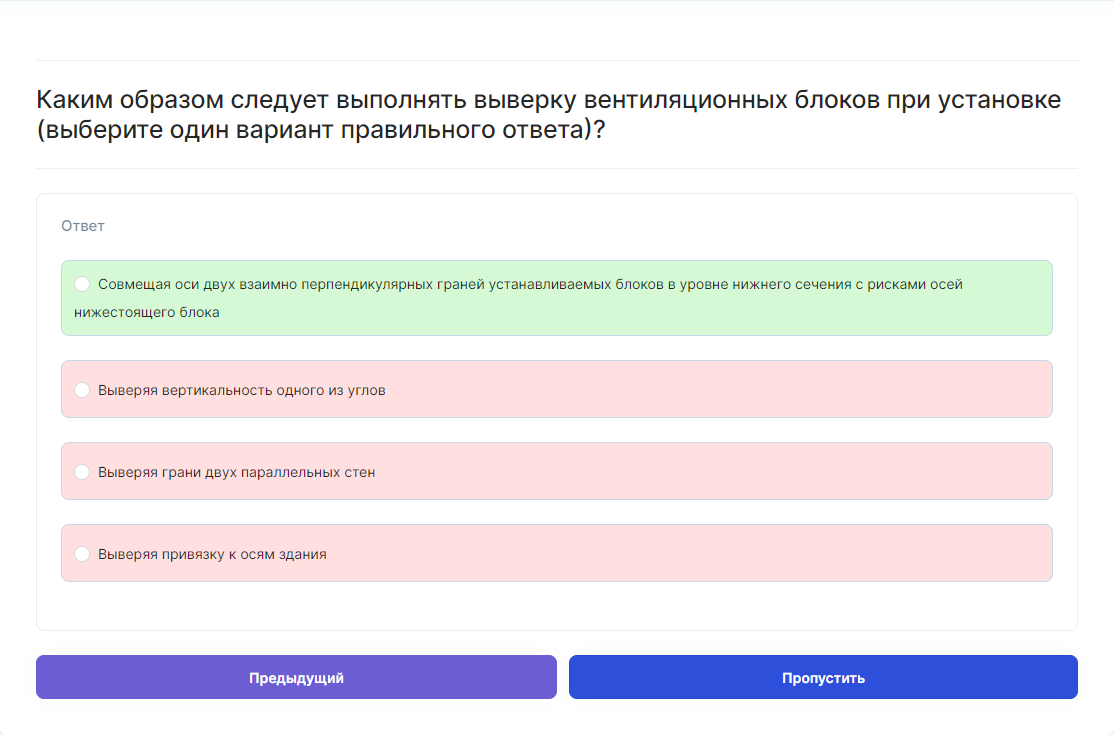 Каким образом следует выполнять выверку вентиляционных блоков при установке
(выберите один вариант правильного ответа)?
Ответ
Совмещая оси двух взаимно перпендикулярных граней устанавливаемых блоков в уровне нижнего сечения с рисками осей
нижестоящего блока
Выверяя вертикальность одного из углов
Выверяя грани двух параллельных стен
Выверяя привязку к осям здания
Предыдущий
Пропустить